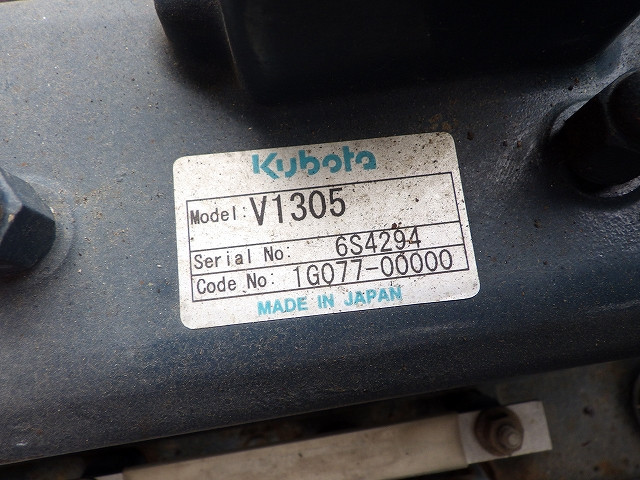 Kubota
Model: V1305
Serial No: 6S4294
Code No: 1G077-00000
MADE IN JAPAN